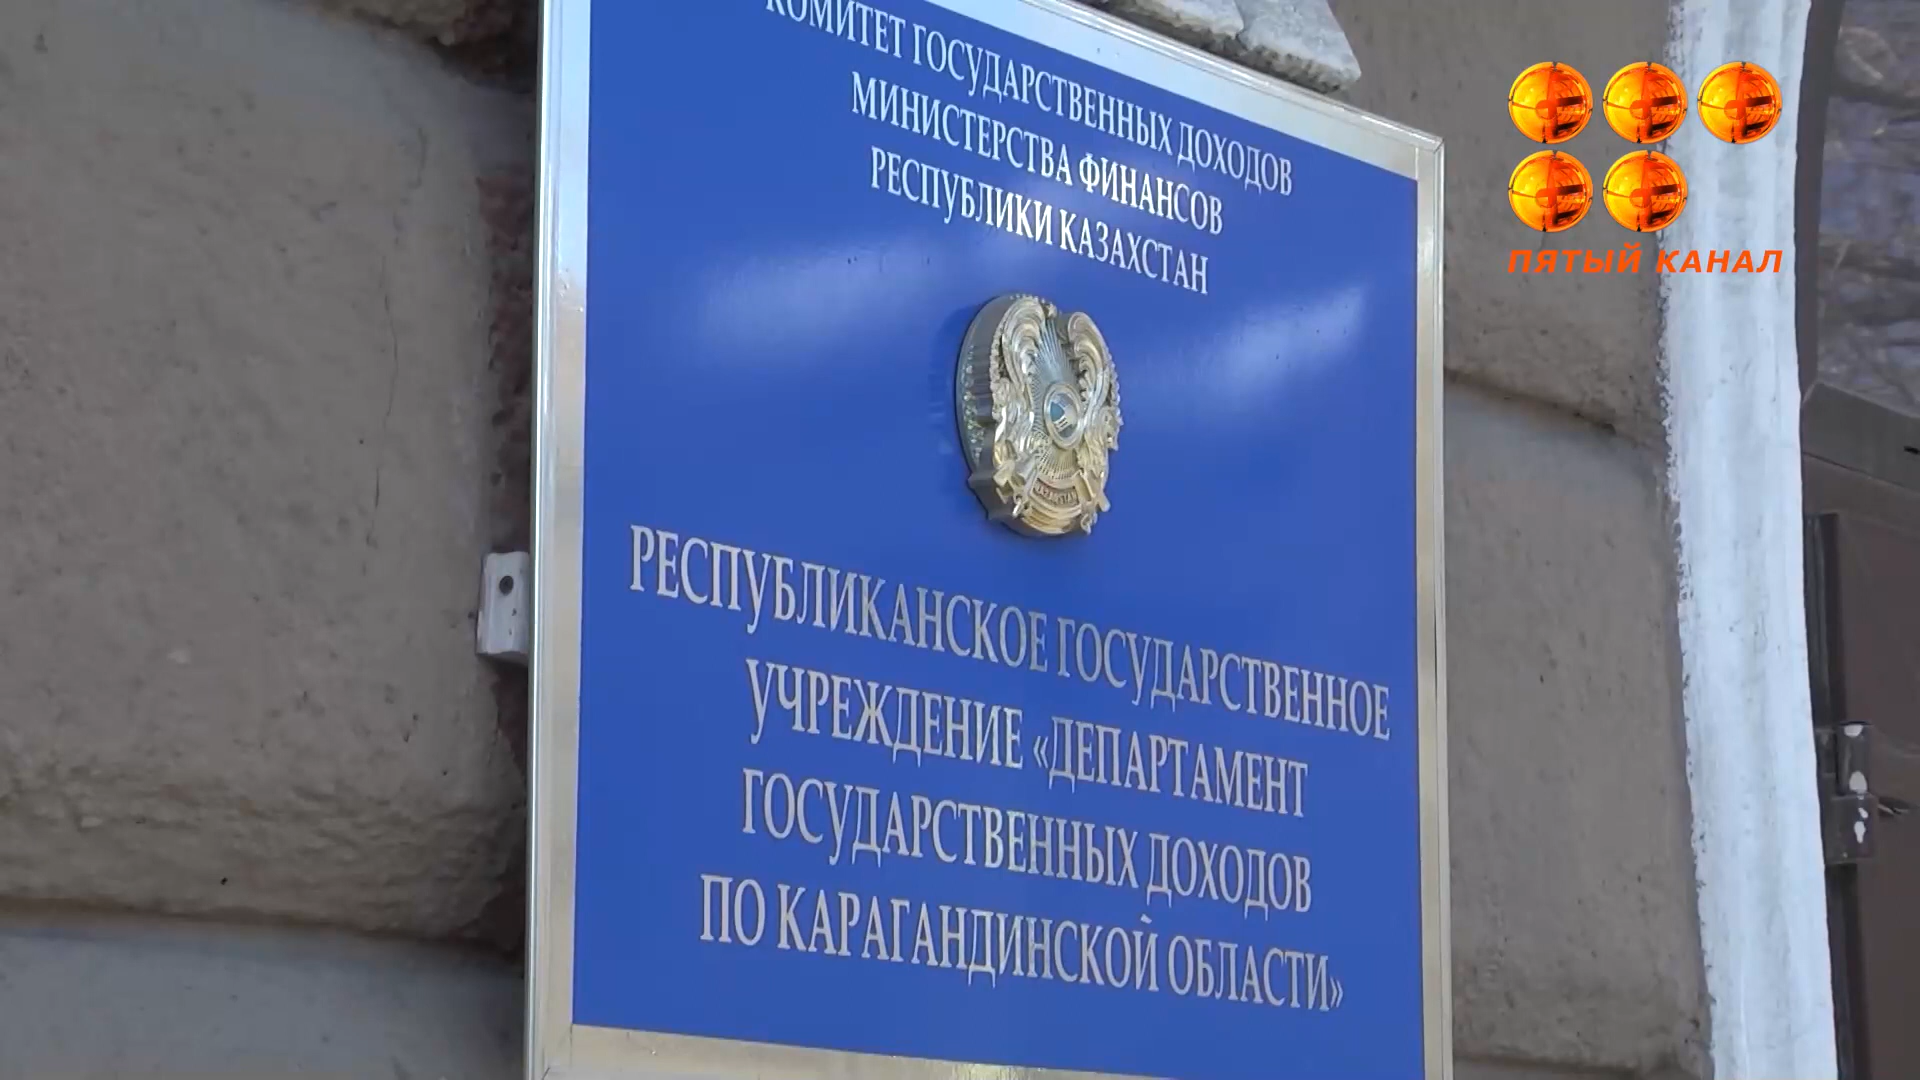 КОМИТЕТ ГОСУДАРСТВЕННЫХ ДОХОДОВ
МИНИСТЕРСТВА ФИНАНСОВ
РЕСПУБЛИКИ КАЗАХСТАН
РЕСПУБЛИКАНСКОЕ ГОСУДАРСТВЕННОЕ
УЧРЕЖДЕНИЕ «ДЕПАРТАМЕНТ
ГОСУДАРСТВЕННЫХ ДОХОДОВ
ПО КАРАГАНДИНСКОЙ ОБЛАСТИ»
ПЯТЫЙ КАНАЛ